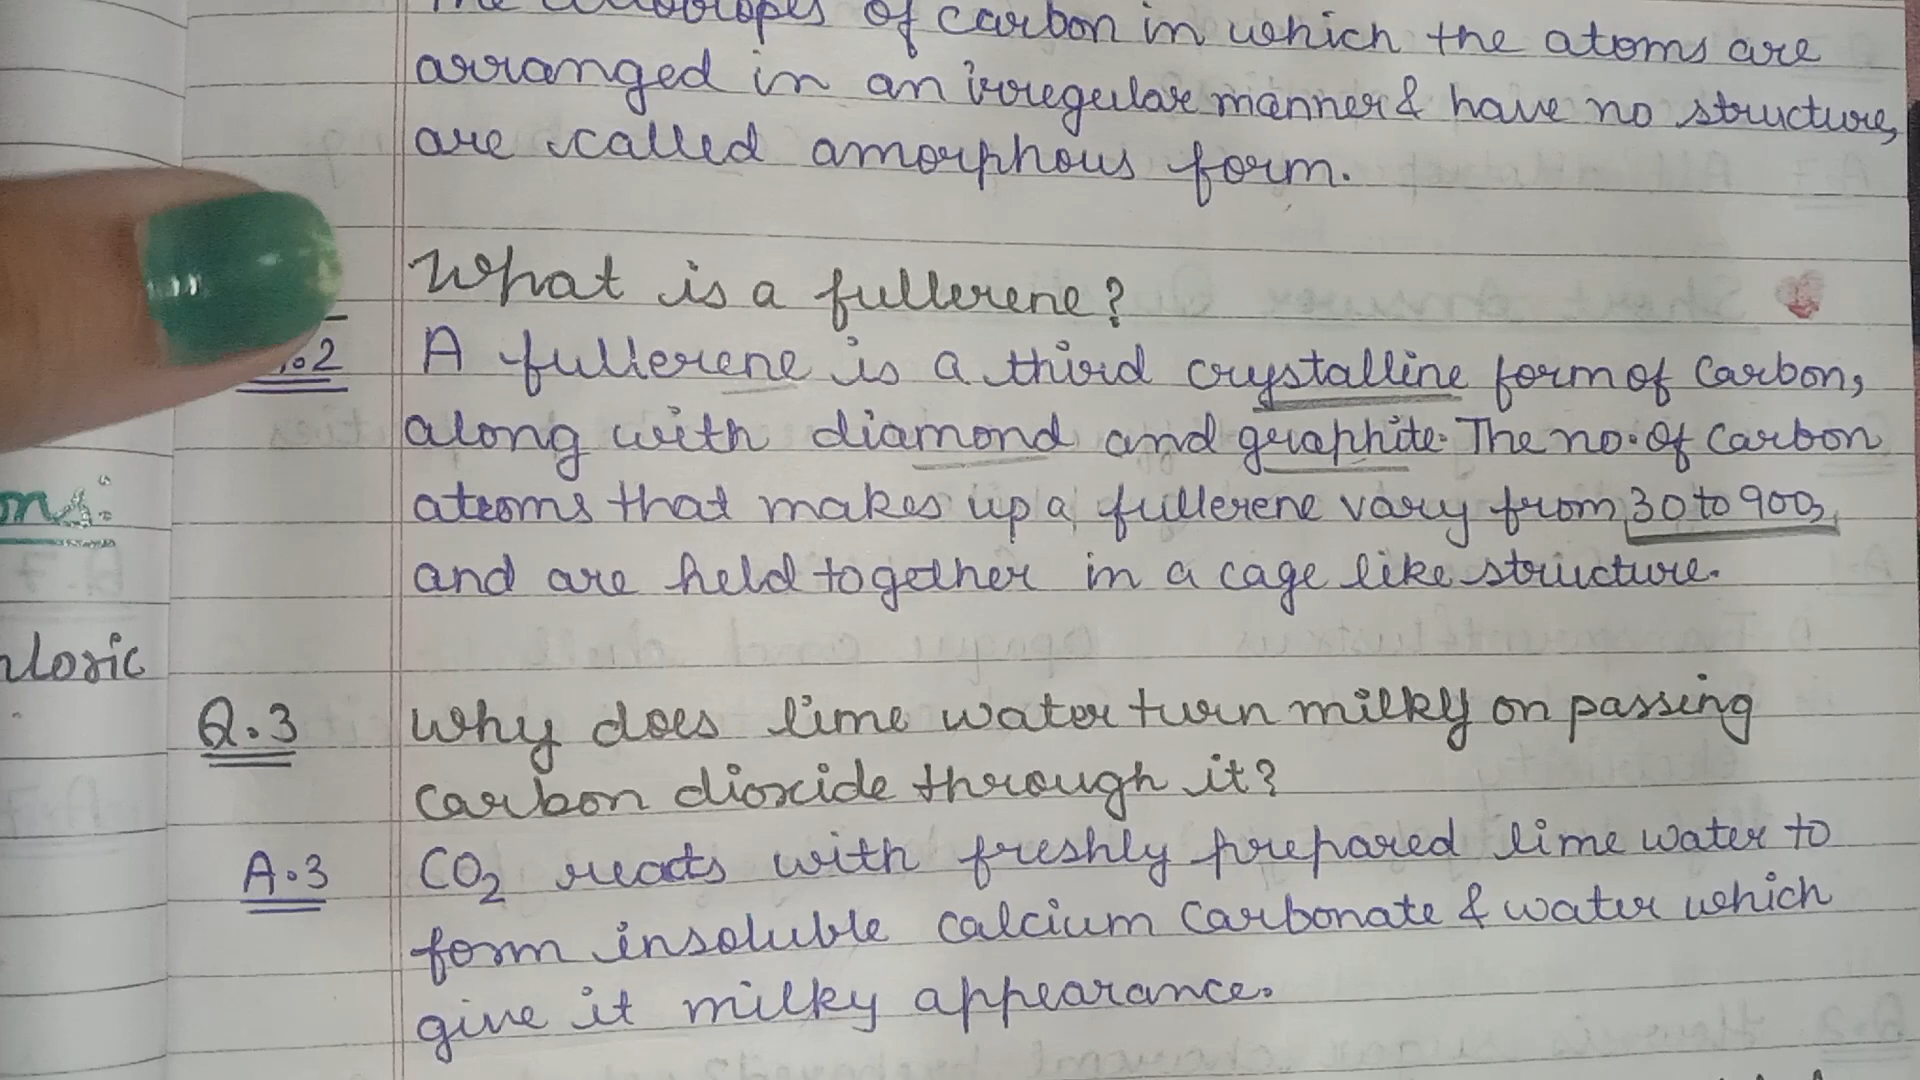 The allotropes of carbon in which the atoms are
arranged in an irregular manner & have no structure,
are called amorphous form.
What is a fullerene?
.2 A fullerene is a third crystalline form of Carbon,
along with diamond and graphite. The no. of Carbon
atoms that makes up a fullerene vary from 30 to 900,
and are held together in a cage like structure.
ons:
loric
Q.3 Why does lime water turn milky on passing
carbon dioxide through it?
A.3 CO2 reacts with freshly prepared lime water to
form insoluble calcium Carbonate & water which
give it milky appearance.